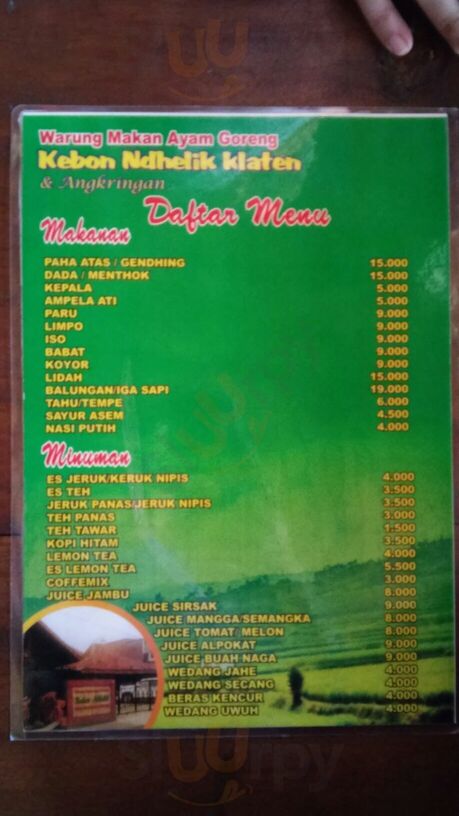 Warung Makan Ayam Goreng
Kebon Ndhelik klaten
& Angkringan
Daftar Menu
Makanan
PAHA ATAS / GENDHING 15.000
DADA / MENTHOK 15.000
KEPALA 5.000
AMPELA ATI 5.000
PARU 9.000
LIMPO 9.000
ISO 9.000
BABAT 9.000
KOYOR 9.000
LIDAH 15.000
BALUNGAN/IGA SAPI 19.000
TAHU/TEMPE 6.000
SAYUR ASEM 4.500
NASI PUTIH 4.000
Minuman
ES JERUK/KERUK NIPIS 4.000
ES TEH 3.500
JERUK PANAS/JERUK NIPIS 3.500
TEH PANAS 3.000
TEH TAWAR 1.500
KOPI HITAM 3.500
LEMON TEA 4.000
ES LEMON TEA 5.500
COFFEMIX 3.000
JUICE JAMBU 8.000
JUICE SIRSAK 9.000
JUICE MANGGA/SEMANGKA 8.000
JUICE TOMAT MELON 8.000
JUICE ALPOKAT 9.000
JUICE BUAH NAGA 9.000
WEDANG JAHE 4.000
WEDANG SECANG 4.000
BERAS KENCUR 4.000
WEDANG UWUH 4.000